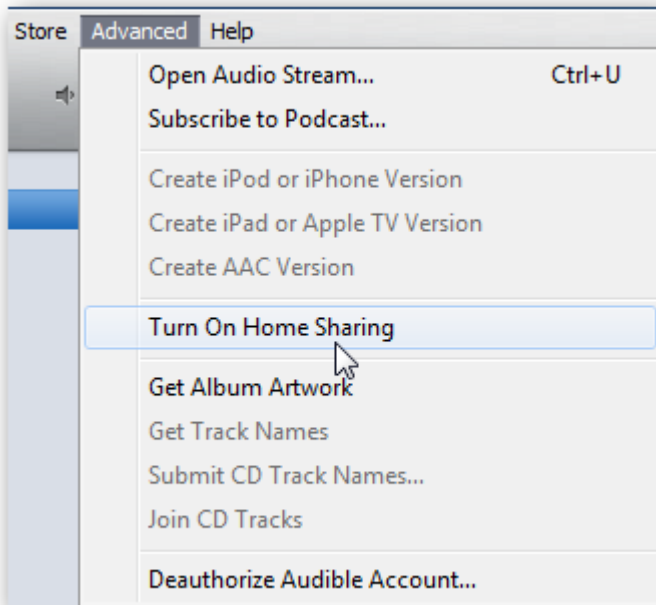 Store Advanced Help
Open Audio Stream... Ctrl+U
Subscribe to Podcast...
Create iPod or iPhone Version
Create iPad or Apple TV Version
Create AAC Version
Turn On Home Sharing
Get Album Artwork
Get Track Names
Submit CD Track Names...
Join CD Tracks
Deauthorize Audible Account...